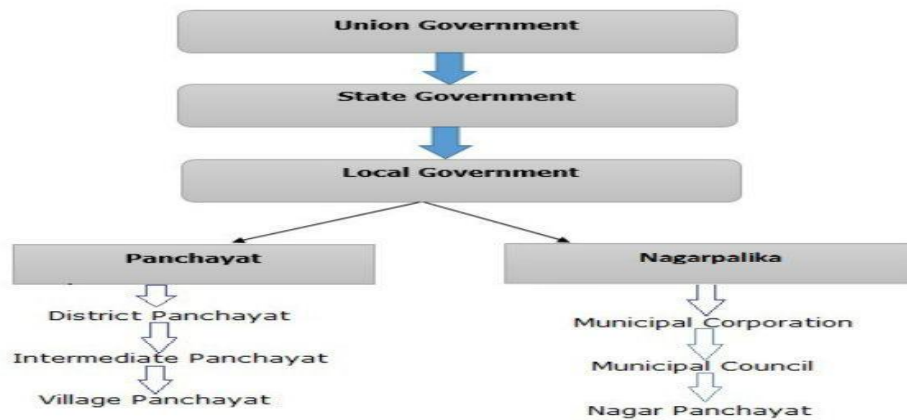 Union Government
State Government
Local Government
Panchayat
District Panchayat
Intermediate Panchayat
Village Panchayat
Nagarpalika
Municipal Corporation
Municipal Council
Nagar Panchayat